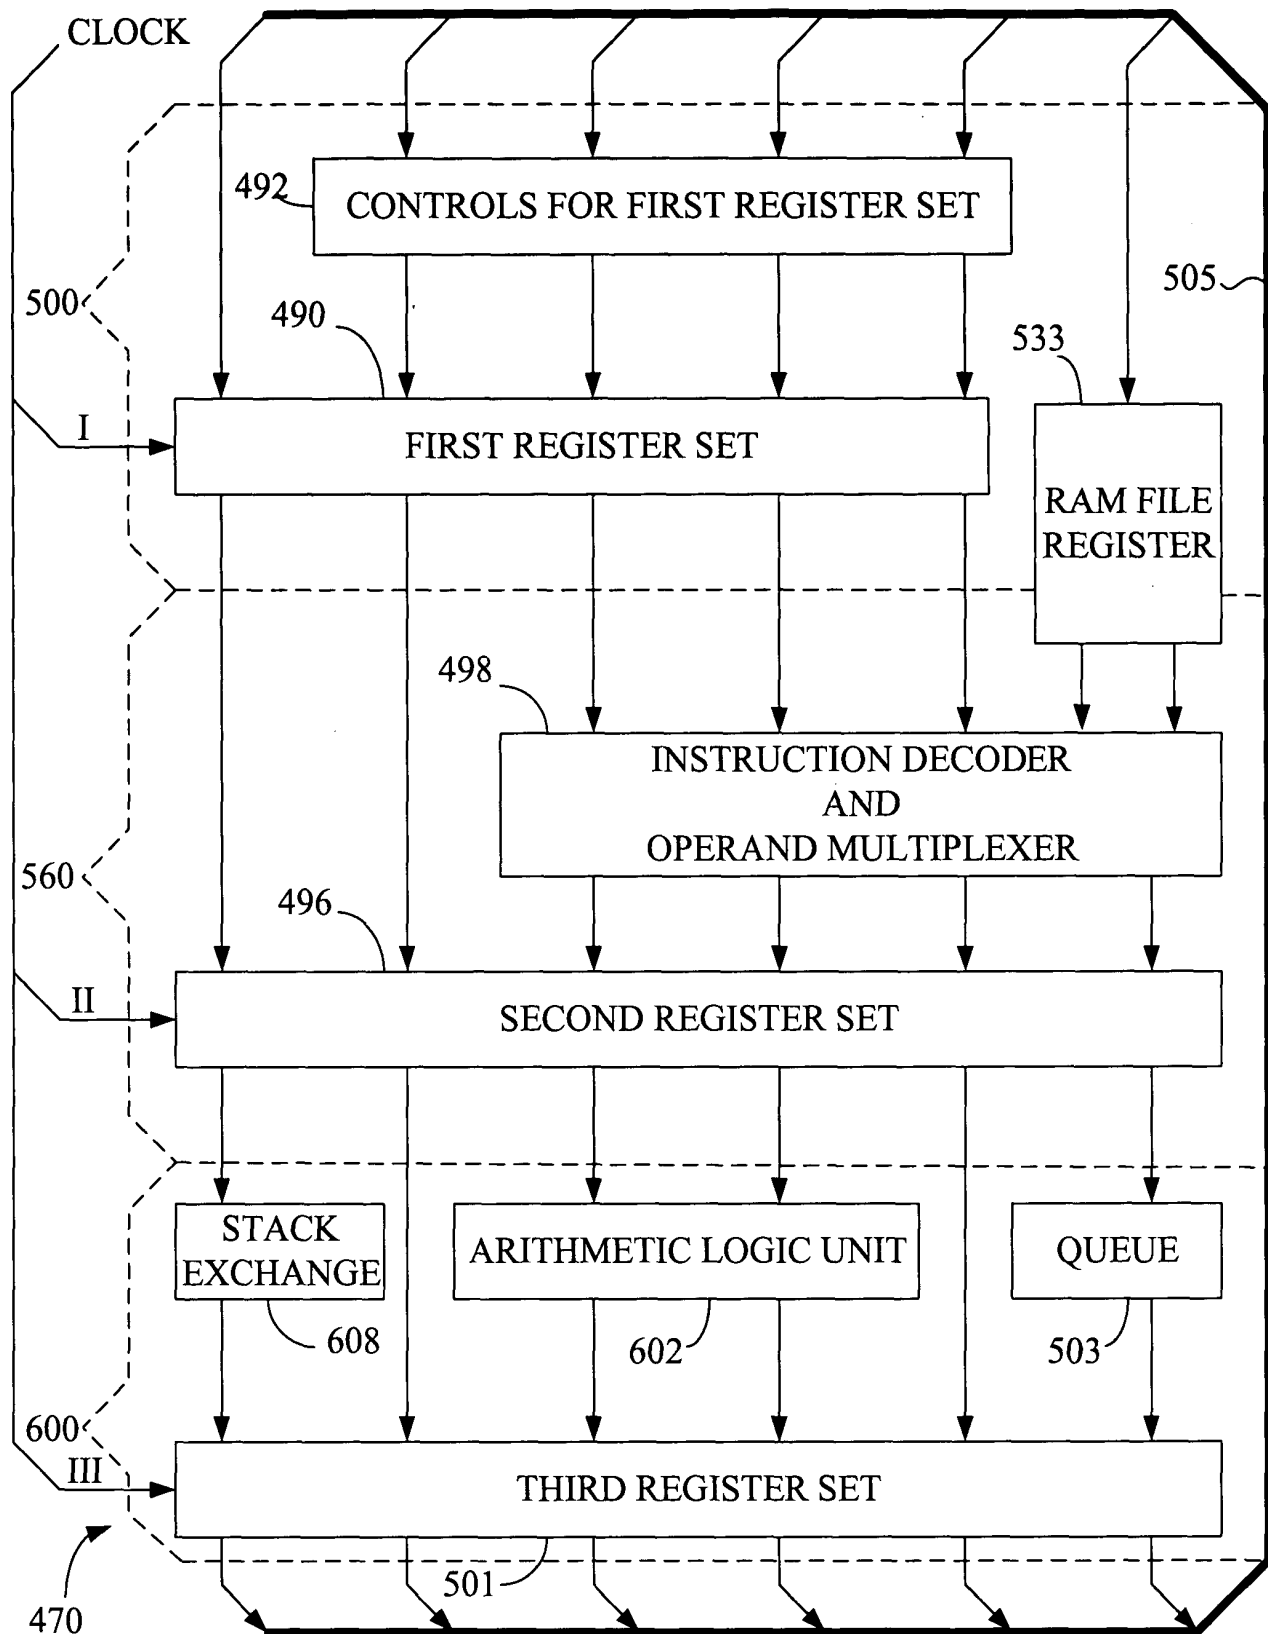 CLOCK
492
CONTROLS FOR FIRST REGISTER SET
505
500
490
533
I
FIRST REGISTER SET
RAM FILE
REGISTER
498
INSTRUCTION DECODER
AND
OPERAND MULTIPLEXER
560
496
II
SECOND REGISTER SET
STACK
EXCHANGE
ARITHMETIC LOGIC UNIT
QUEUE
608
602
503
600
III
THIRD REGISTER SET
501
470